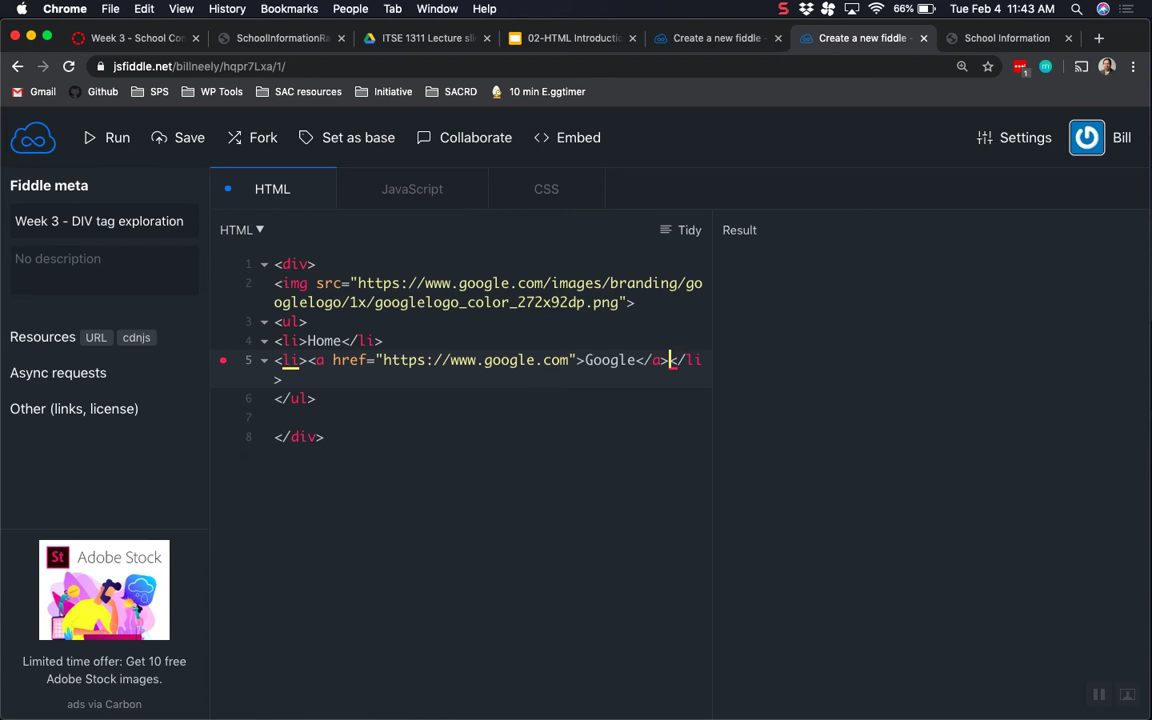 Chrome File Edit View History Bookmarks People Tab Window Help 66% Tue Feb 4 11:43 AM
Week 3 - School Con
SchoolInformationRa
ITSE 1311 Lecture sli
02-HTML Introductio
Create a new fiddle -
Create a new fiddle -
School Information
jsfiddle.net/billneely/hqpr7Lxa/1/
1
Gmail Github SPS WP Tools SAC resources Initiative SACRD 10 min E.ggtimer
Run Save Fork Set as base Collaborate Embed Settings Bill
Fiddle meta
Week 3 - DIV tag exploration
No description
Resources URL cdnjs
Async requests
Other (links, license)
HTML JavaScript CSS
HTML▼ Tidy Result
1 <div>
2 <img src="https://www.google.com/images/branding/go
oglelogo/1x/googlelogo_color_272x92dp.png">
3 <ul>
4 <li>Home</li>
5 <li><a href="https://www.google.com">Google</a></li
>
6 </ul>
7
8 </div>
St Adobe Stock
Limited time offer: Get 10 free
Adobe Stock images.
ads via Carbon